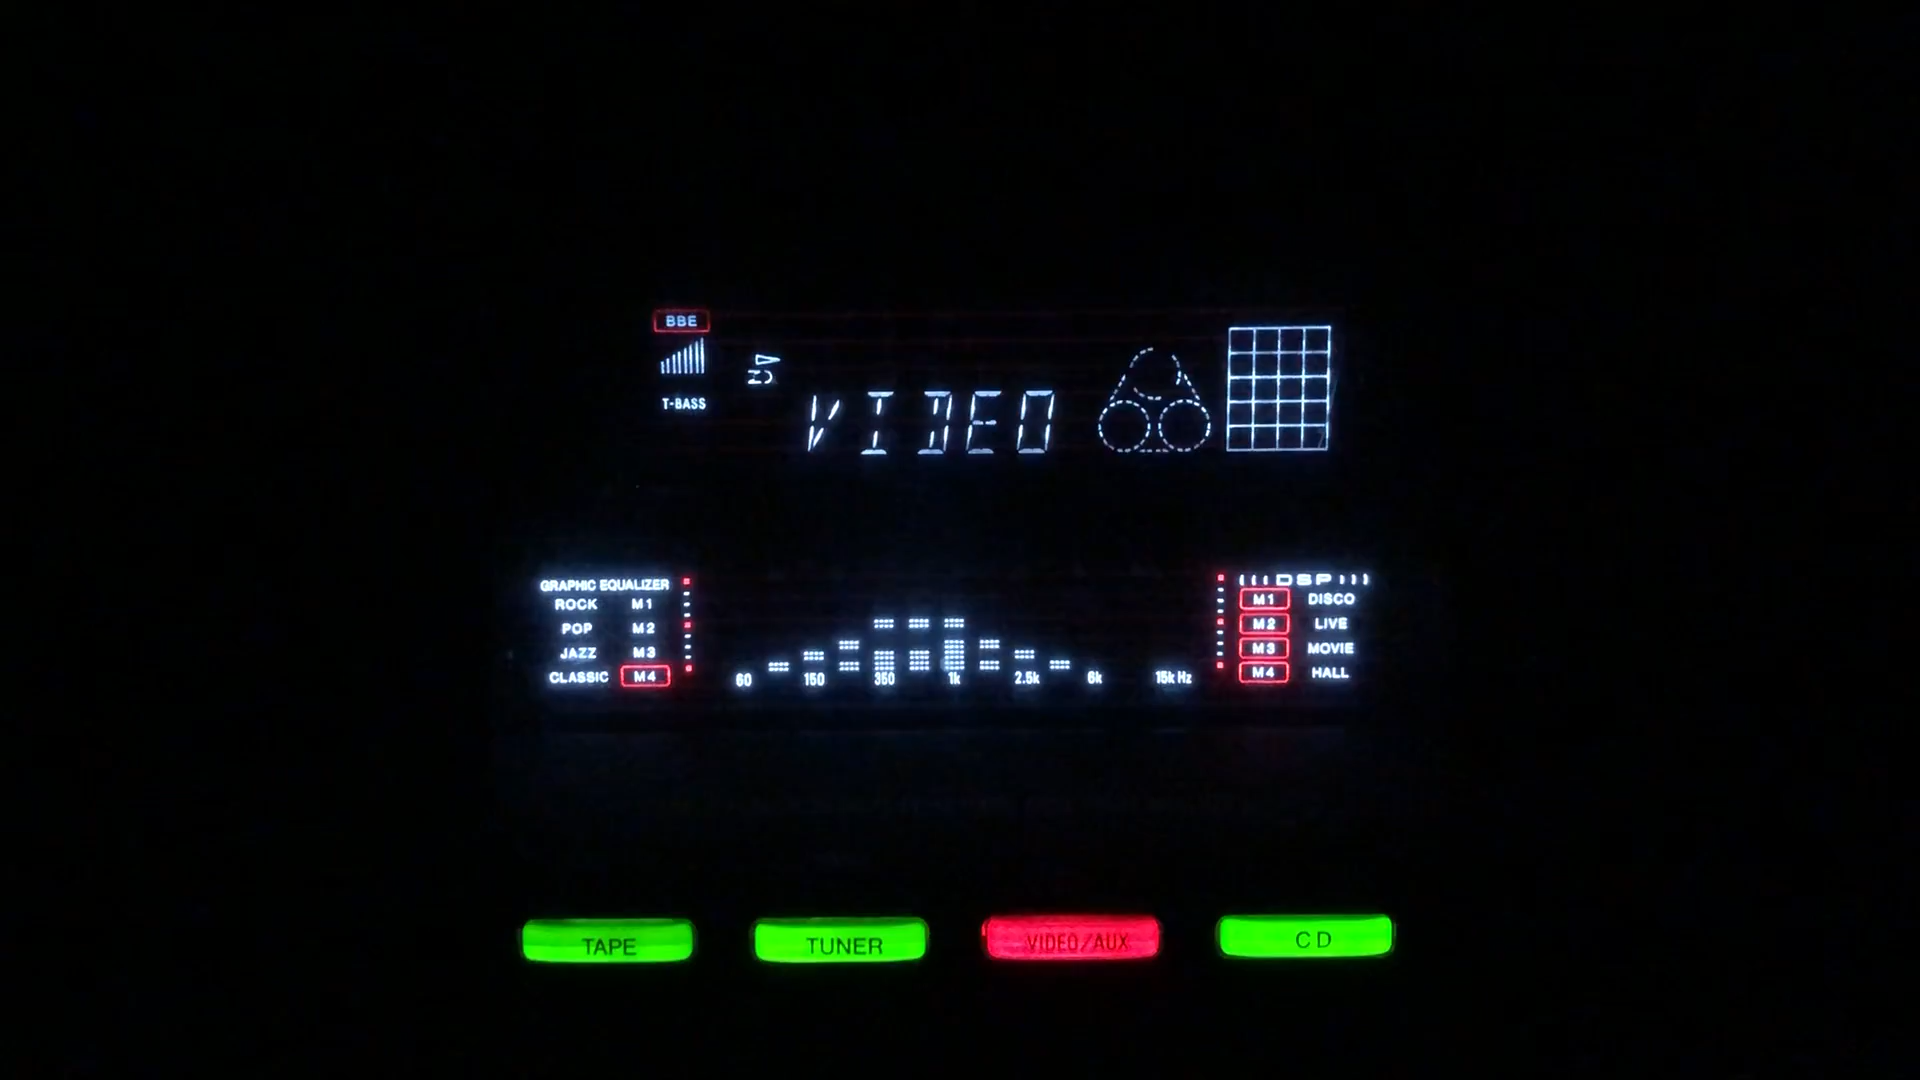 BBE
T-BASS
VIDEO
GRAPHIC EQUALIZER
ROCK M1
POP M2
JAZZ M3
CLASSIC M4
60 150 350 1k 2.5k 6k 15k Hz
DSP
M1 DISCO
M2 LIVE
M3 MOVIE
M4 HALL
TAPE TUNER VIDEO/AUX CD